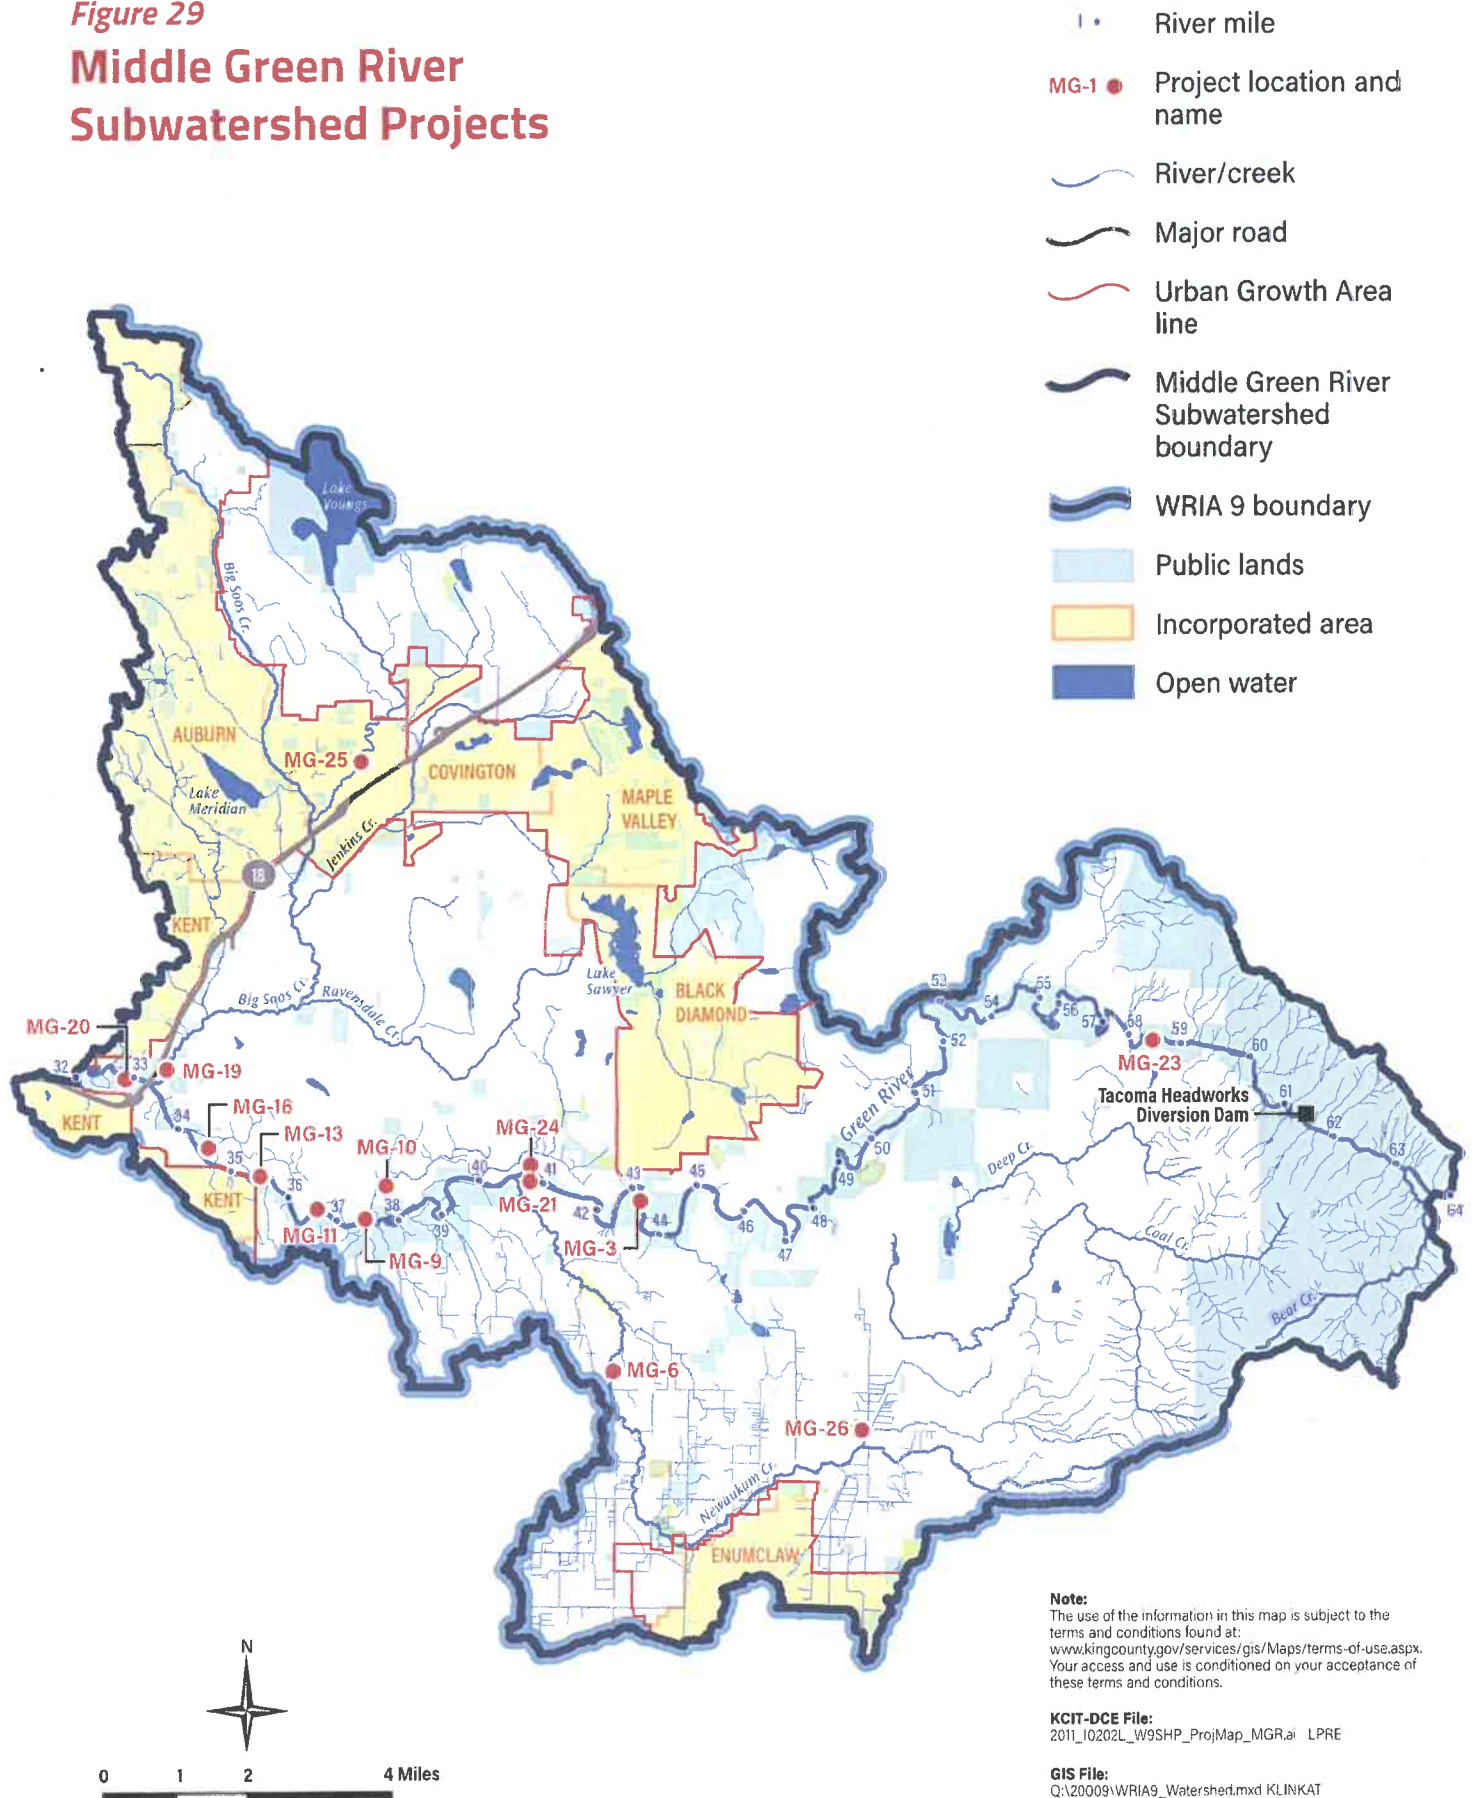 Figure 29
Middle Green River
Subwatershed Projects
River mile
MG-1
Project location and
name
River/creek
Major road
Urban Growth Area
line
Middle Green River
Subwatershed
boundary
WRIA 9 boundary
Public lands
Incorporated area
Open water
Lake
Youngs
Big Soos Cr.
AUBURN
MG-25
COVINGTON
Lake
Meridian
MAPLE
VALLEY
Jenkins Cr.
18
KENT
Lake
Sawyer
BLACK
DIAMOND
Big Soos Cr.
Ravensdale Cr.
MG-20
32
33
MG-19
KENT
34
MG-16
MG-13
35
KENT
36
MG-11
37
MG-10
38
MG-9
39
40
MG-24
41
MG-21
42
43
MG-3
44
45
46
47
48
49
50
Green River
51
52
53
54
55
56
57
58
MG-23
59
60
Tacoma Headworks
Diversion Dam
61
62
63
64
Deep Cr.
Coal Cr.
Bear Cr.
MG-6
MG-26
Newaukum Cr.
ENUMCLAW
Note:
The use of the information in this map is subject to the
terms and conditions found at:
www.kingcounty.gov/services/gis/Maps/terms-of-use.aspx.
Your access and use is conditioned on your acceptance of
these terms and conditions.
KCIT-DCE File:
2011_10202L_W9SHP_ProjMap_MGR.ai LPRE
GIS File:
Q:\20009\WRIA9_Watershed.mxd KLINKAT
N
0 1 2 4 Miles